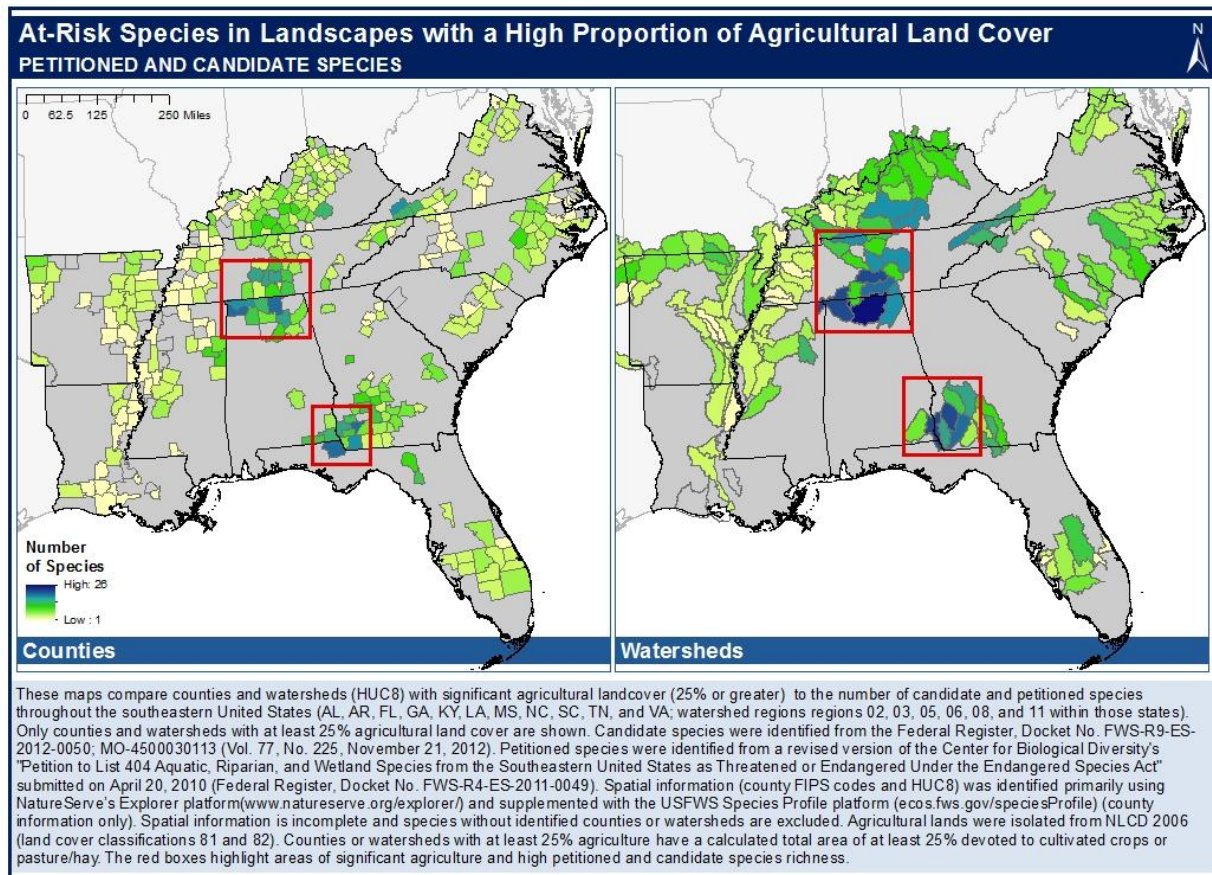 At-Risk Species in Landscapes with a High Proportion of Agricultural Land Cover
PETITIONED AND CANDIDATE SPECIES
N
0 62.5 125 250 Miles
Number
of Species
High: 26
Low : 1
Counties
Watersheds
These maps compare counties and watersheds (HUC8) with significant agricultural landcover (25% or greater) to the number of candidate and petitioned species
throughout the southeastern United States (AL, AR, FL, GA, KY, LA, MS, NC, SC, TN, and VA; watershed regions regions 02, 03, 05, 06, 08, and 11 within those states).
Only counties and watersheds with at least 25% agricultural land cover are shown. Candidate species were identified from the Federal Register, Docket No. FWS-R9-ES-
2012-0050; MO-4500030113 (Vol. 77, No. 225, November 21, 2012). Petitioned species were identified from a revised version of the Center for Biological Diversity's
"Petition to List 404 Aquatic, Riparian, and Wetland Species from the Southeastern United States as Threatened or Endangered Under the Endangered Species Act"
submitted on April 20, 2010 (Federal Register, Docket No. FWS-R4-ES-2011-0049). Spatial information (county FIPS codes and HUC8) was identified primarily using
NatureServe's Explorer platform(www.natureserve.org/explorer/) and supplemented with the USFWS Species Profile platform (ecos.fws.gov/speciesProfile) (county
information only). Spatial information is incomplete and species without identified counties or watersheds are excluded. Agricultural lands were isolated from NLCD 2006
(land cover classifications 81 and 82). Counties or watersheds with at least 25% agriculture have a calculated total area of at least 25% devoted to cultivated crops or
pasture/hay. The red boxes highlight areas of significant agriculture and high petitioned and candidate species richness.